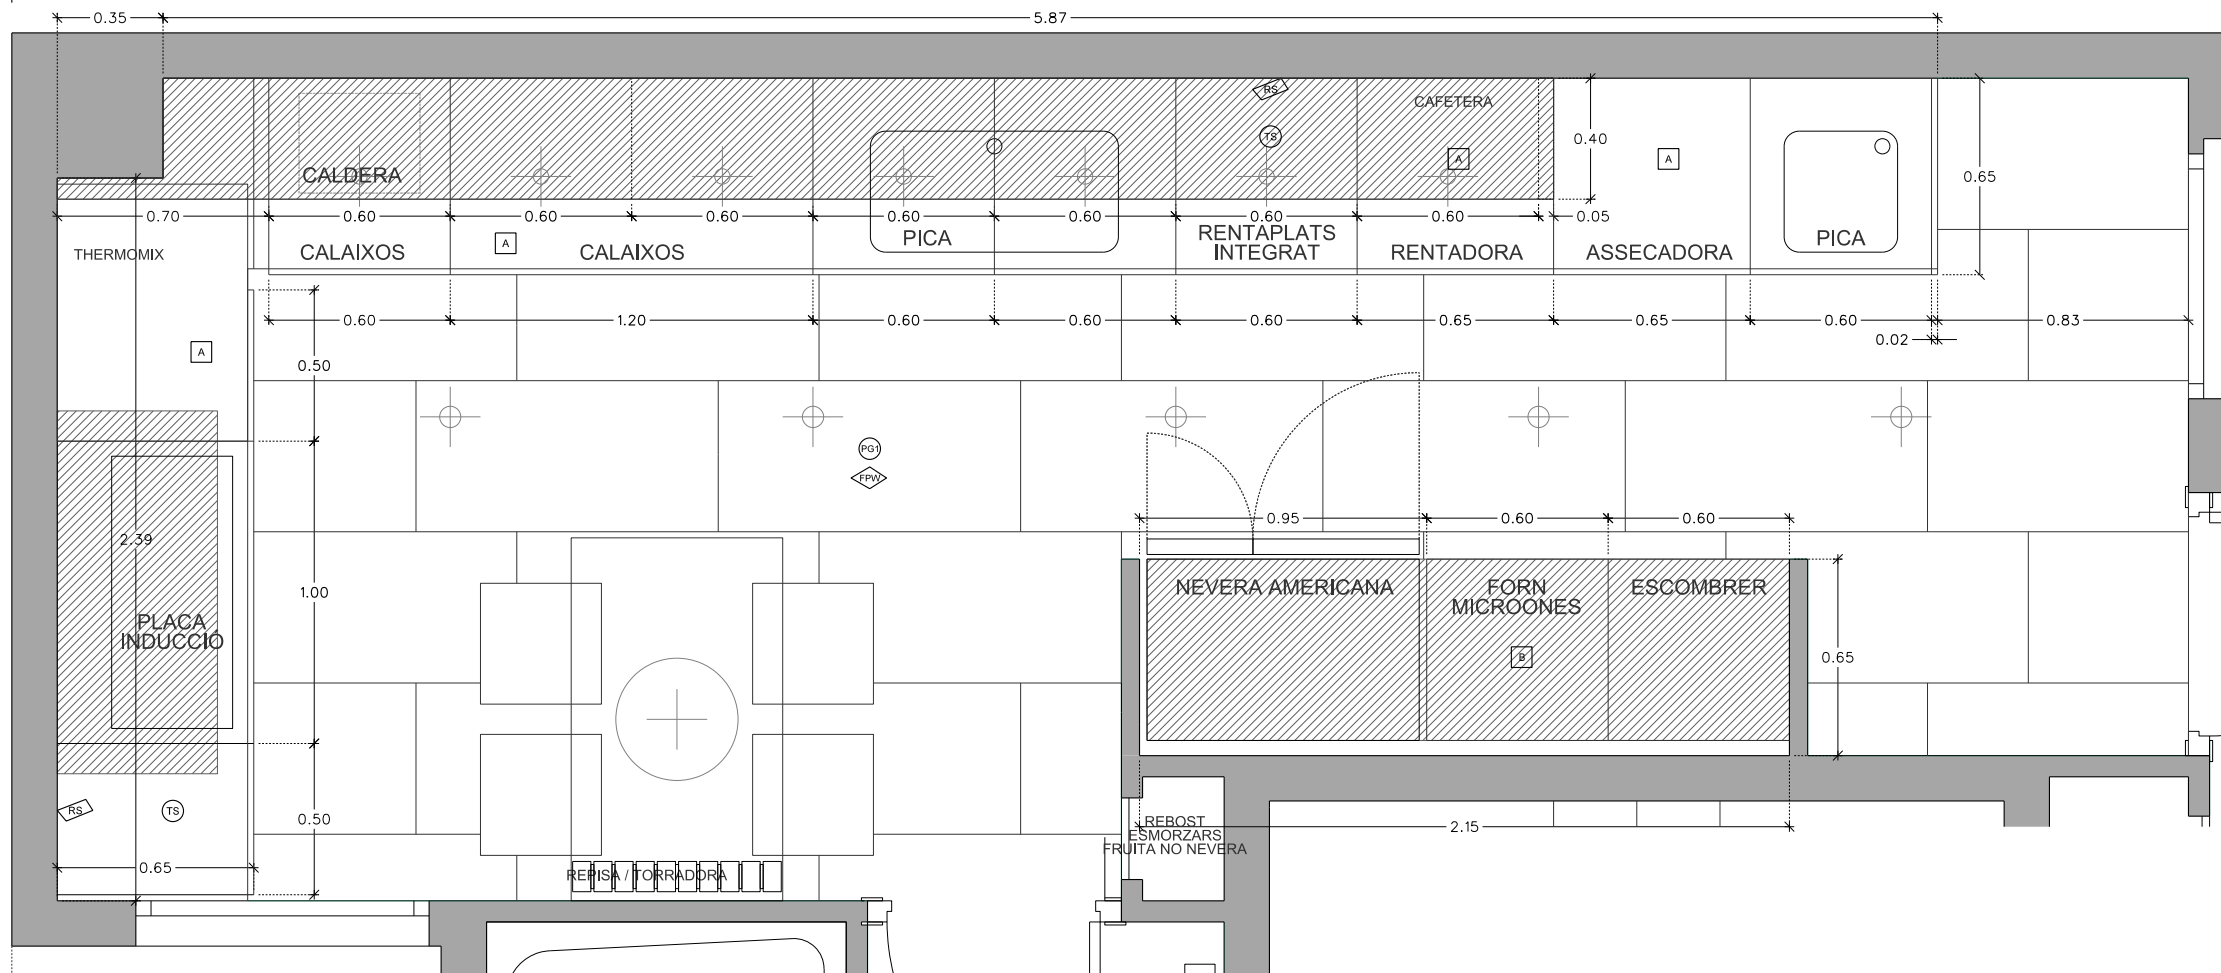 0.35
5.87
RS
CAFETERA
TS
A
A
0.40
CALDERA
0.65
0.70
0.60
0.60
0.60
0.60
0.60
0.60
0.60
0.05
THERMOMIX
CALAIXOS
A
CALAIXOS
PICA
RENTAPLATS
INTEGRAT
RENTADORA
ASSECADORA
PICA
0.60
1.20
0.60
0.60
0.60
0.65
0.65
0.60
0.83
0.02
A
0.50
PG1
FPW
0.95
0.60
0.60
2.39
NEVERA AMERICANA
FORN
MICROONES
ESCOMBRER
1.00
PLACA
INDUCCIÓ
B
0.65
RS
TS
0.50
REBOST
ESMORZARS
FRUITA NO NEVERA
2.15
0.65
REPISA / TORRADORA